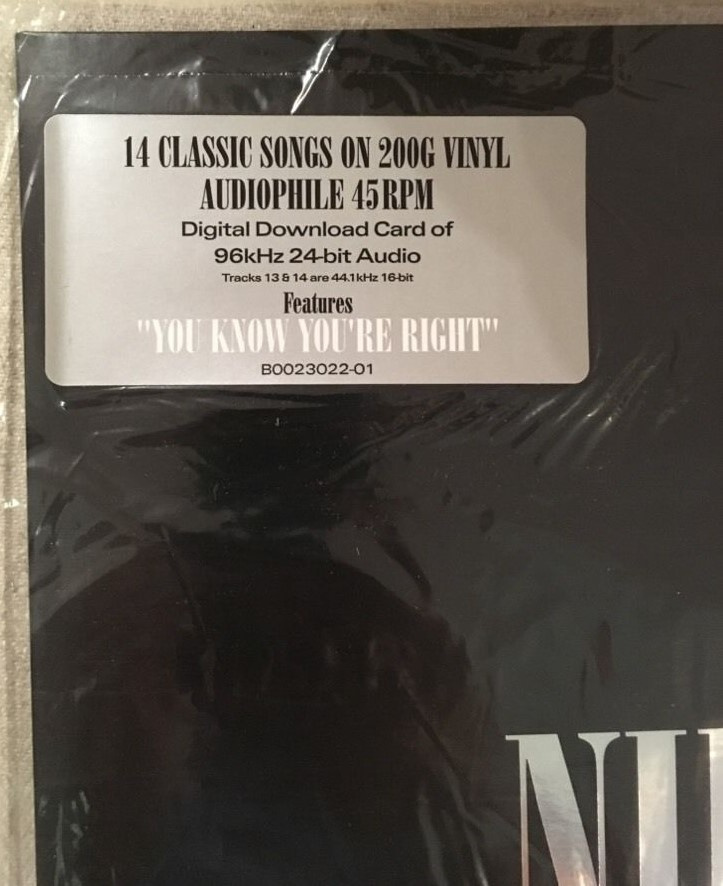 14 CLASSIC SONGS ON 200G VINYL
AUDIOPHILE 45RPM
Digital Download Card of
96kHz 24-bit Audio
Tracks 13 & 14 are 44.1kHz 16-bit
Features
"YOU KNOW YOU'RE RIGHT"
B0023022-01
NI